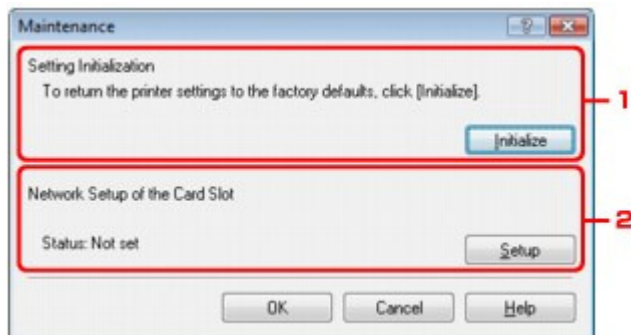 Maintenance
Setting Initialization
To return the printer settings to the factory defaults, click [Initialize].
Initialize
1
Network Setup of the Card Slot
Status: Not set
Setup
2
OK
Cancel
Help